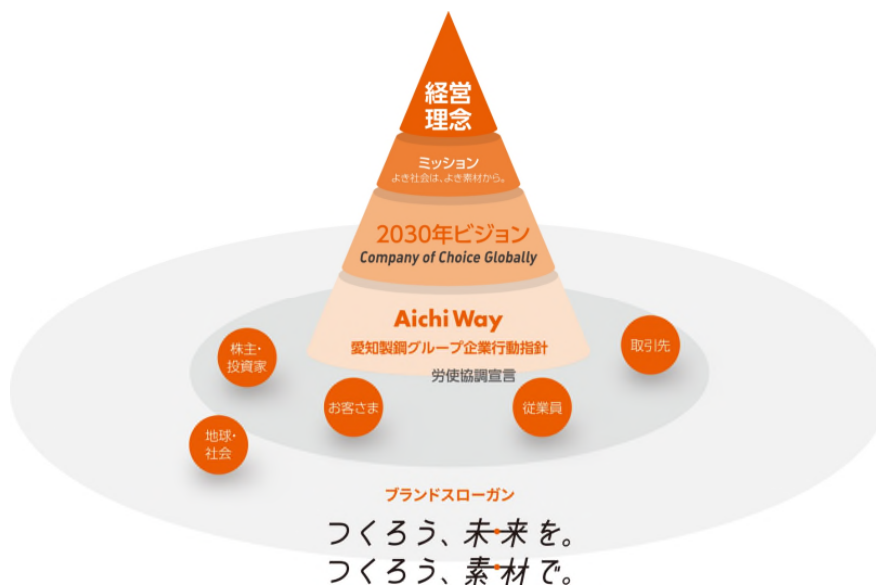 経営
理念
ミッション
よき社会は、よき素材から。
2030年ビジョン
Company of Choice Globally
Aichi Way
愛知製鋼グループ企業行動指針
労使協調宣言
株主・
投資家
取引先
お客さま
従業員
地球・
社会
ブランドスローガン
つくろう、未来を。
つくろう、素材で。